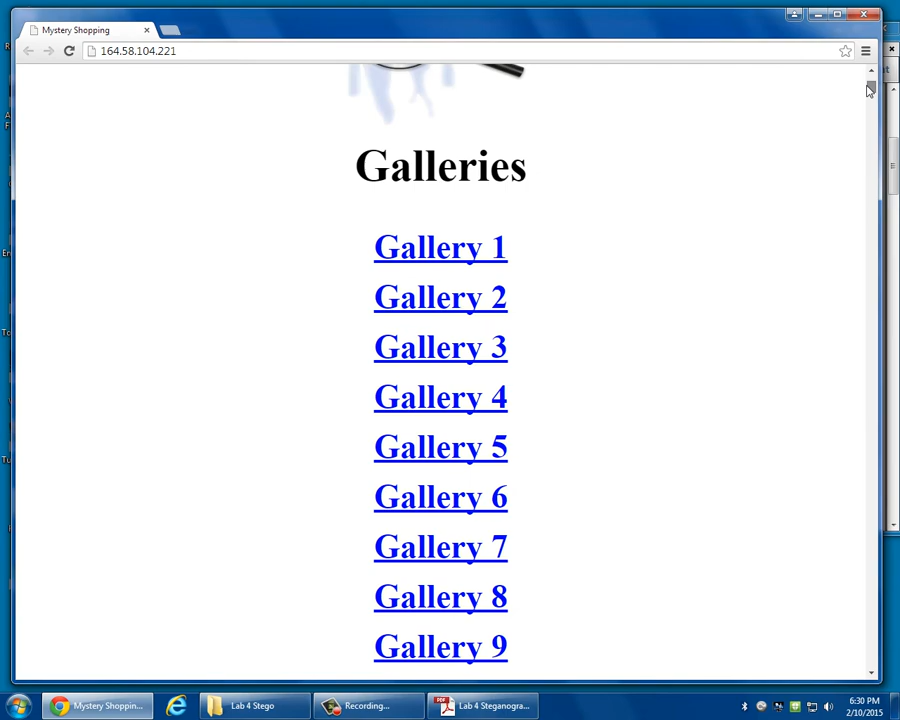 Mystery Shopping
164.58.104.221
Galleries
Gallery 1
Gallery 2
Gallery 3
Gallery 4
Gallery 5
Gallery 6
Gallery 7
Gallery 8
Gallery 9
Mystery Shoppin...
Lab 4 Stego
Recording...
Lab 4 Steganogra...
6:30 PM
2/10/2015